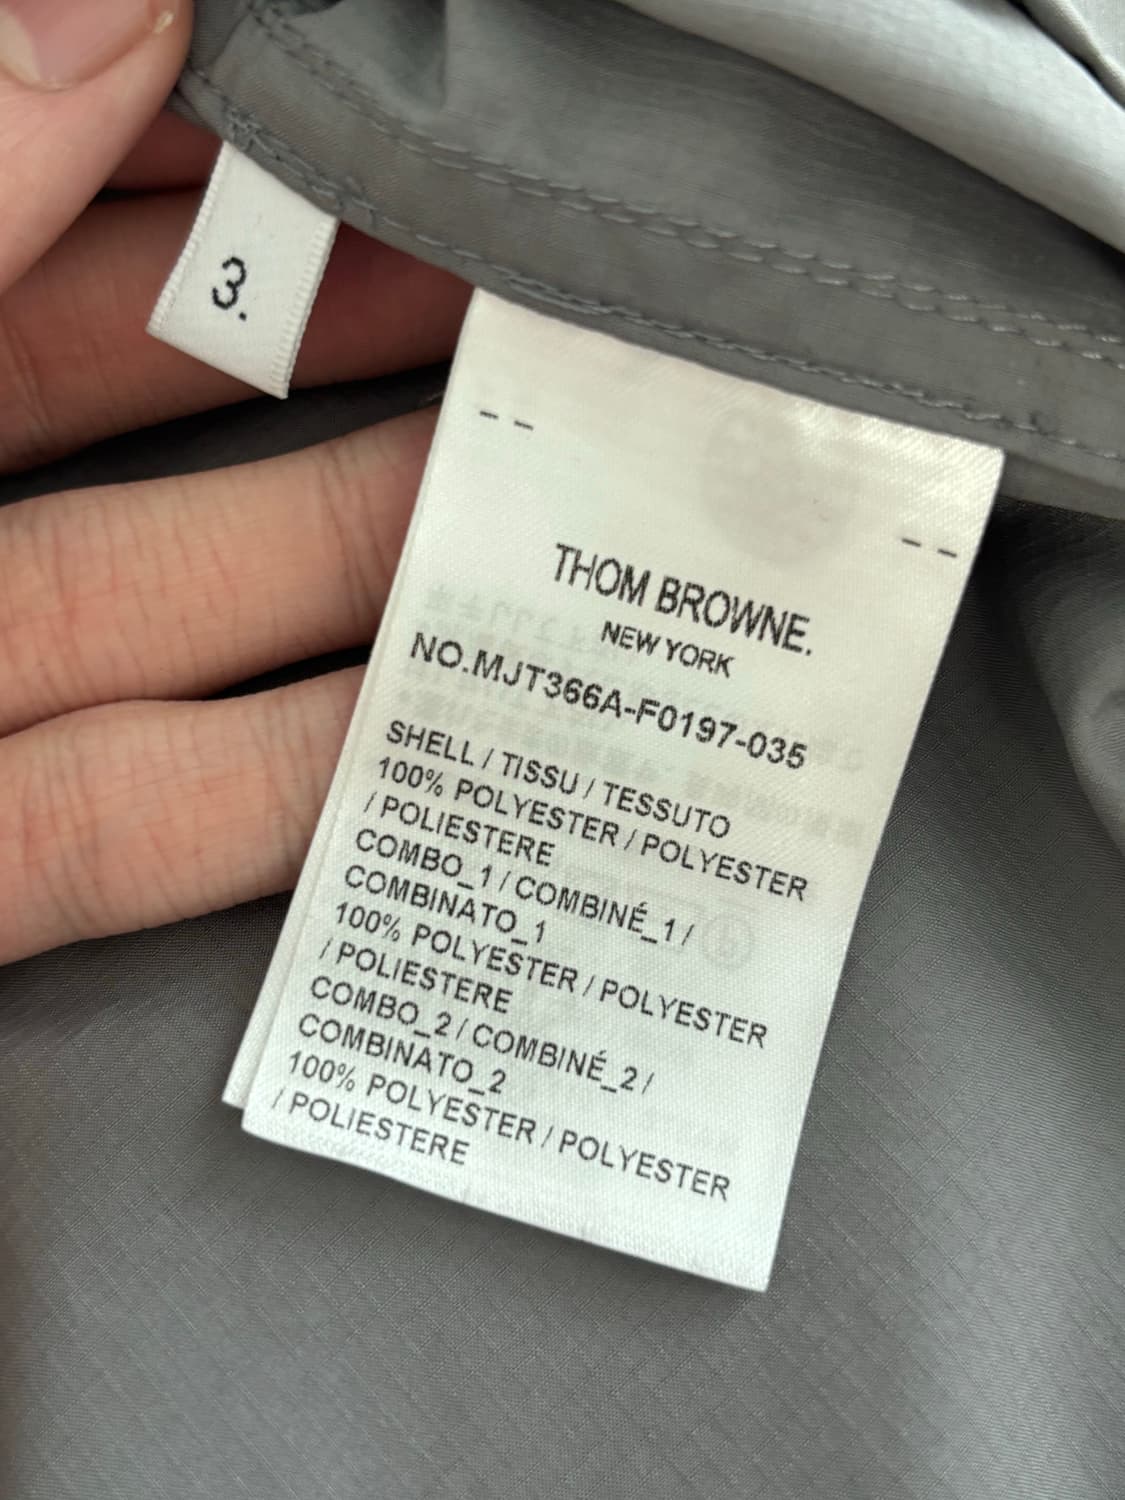 3.
THOM BROWNE.
NEW YORK
NO.MJT366A-F0197-035
SHELL / TISSU / TESSUTO
100% POLYESTER / POLYESTER
/ POLIESTERE
COMBO_1 / COMBINÉ_1 /
COMBINATO_1
100% POLYESTER / POLYESTER
/ POLIESTERE
COMBO_2 / COMBINÉ_2 /
COMBINATO_2
100% POLYESTER / POLYESTER
/ POLIESTERE